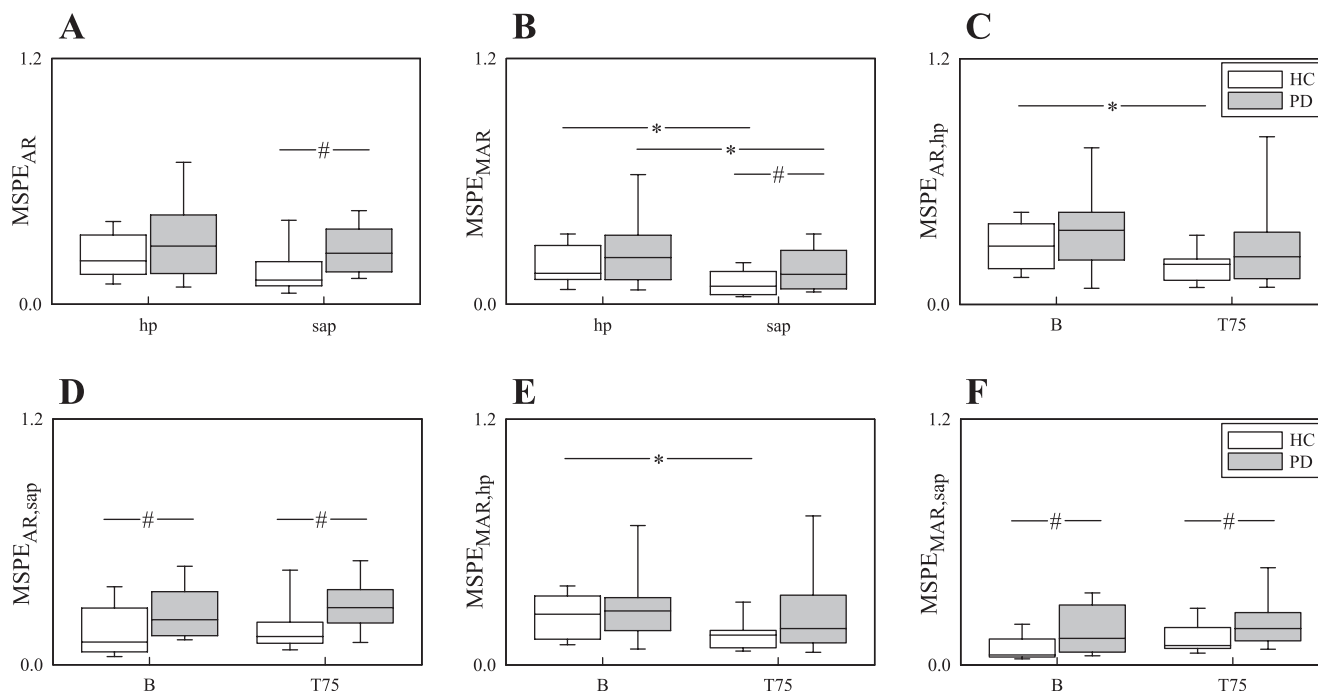 A
1.2
MSPE_AR
#
0.0
hp
sap
B
1.2
MSPE_MAR
*
*
#
0.0
hp
sap
C
1.2
MSPE_AR,hp
*
HC
PD
0.0
B
T75
D
1.2
MSPE_AR,sap
#
#
0.0
B
T75
E
1.2
MSPE_MAR,hp
*
0.0
B
T75
F
1.2
MSPE_MAR,sap
HC
PD
#
#
0.0
B
T75